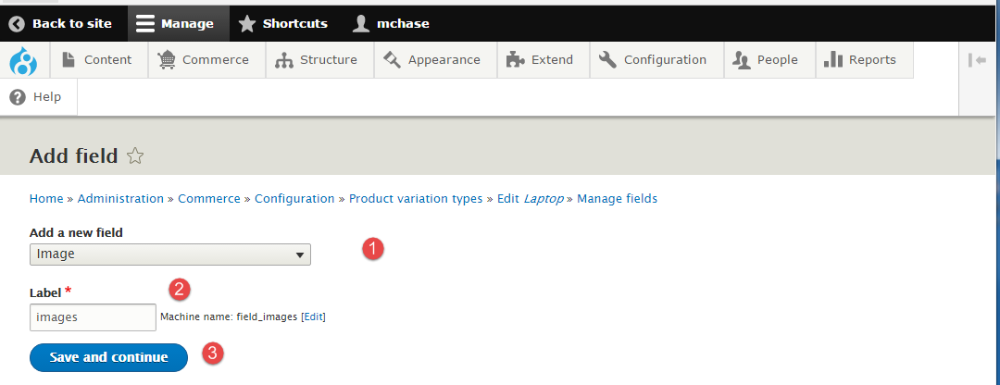 Back to site Manage Shortcuts mchase
Content Commerce Structure Appearance Extend Configuration People Reports
Help
Add field
Home » Administration » Commerce » Configuration » Product variation types » Edit Laptop » Manage fields
Add a new field
Image 1
Label * 2
images Machine name: field_images [Edit]
Save and continue 3